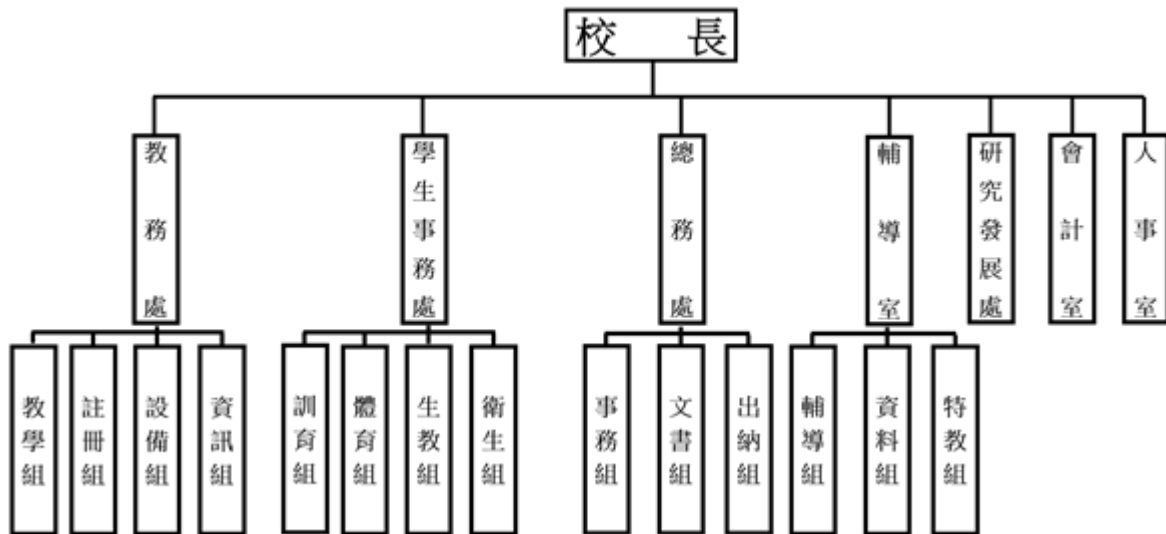 校長
教務處
學生事務處
總務處
輔導室
研究發展處
會計室
人事室
教學組
註冊組
設備組
資訊組
訓育組
體育組
生教組
衛生組
事務組
文書組
出納組
輔導組
資料組
特教組